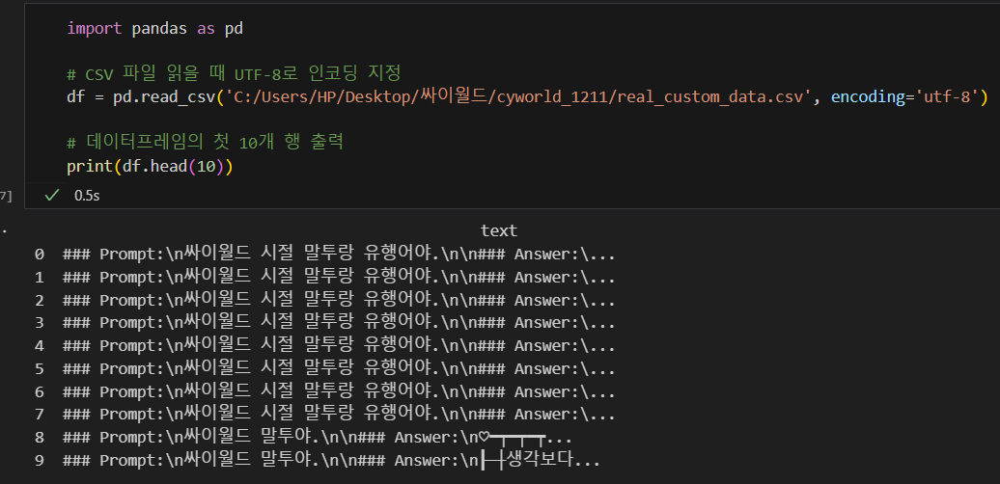 import pandas as pd
# CSV 파일 읽을 때 UTF-8로 인코딩 지정
df = pd.read_csv('C:/Users/HP/Desktop/싸이월드/cyworld_1211/real_custom_data.csv', encoding='utf-8')
# 데이터프레임의 첫 10개 행 출력
print(df.head(10))
7]
✓ 0.5s
text
0 ### Prompt:\n싸이월드 시절 말투랑 유행어야.\n\n### Answer:\...
1 ### Prompt:\n싸이월드 시절 말투랑 유행어야.\n\n### Answer:\...
2 ### Prompt:\n싸이월드 시절 말투랑 유행어야.\n\n### Answer:\...
3 ### Prompt:\n싸이월드 시절 말투랑 유행어야.\n\n### Answer:\...
4 ### Prompt:\n싸이월드 시절 말투랑 유행어야.\n\n### Answer:\...
5 ### Prompt:\n싸이월드 시절 말투랑 유행어야.\n\n### Answer:\...
6 ### Prompt:\n싸이월드 시절 말투랑 유행어야.\n\n### Answer:\...
7 ### Prompt:\n싸이월드 시절 말투랑 유행어야.\n\n### Answer:\...
8 ### Prompt:\n싸이월드 말투야.\n\n### Answer:\n♡━┯━┯━┯...
9 ### Prompt:\n싸이월드 말투야.\n\n### Answer:\n┠─┼생각보다...